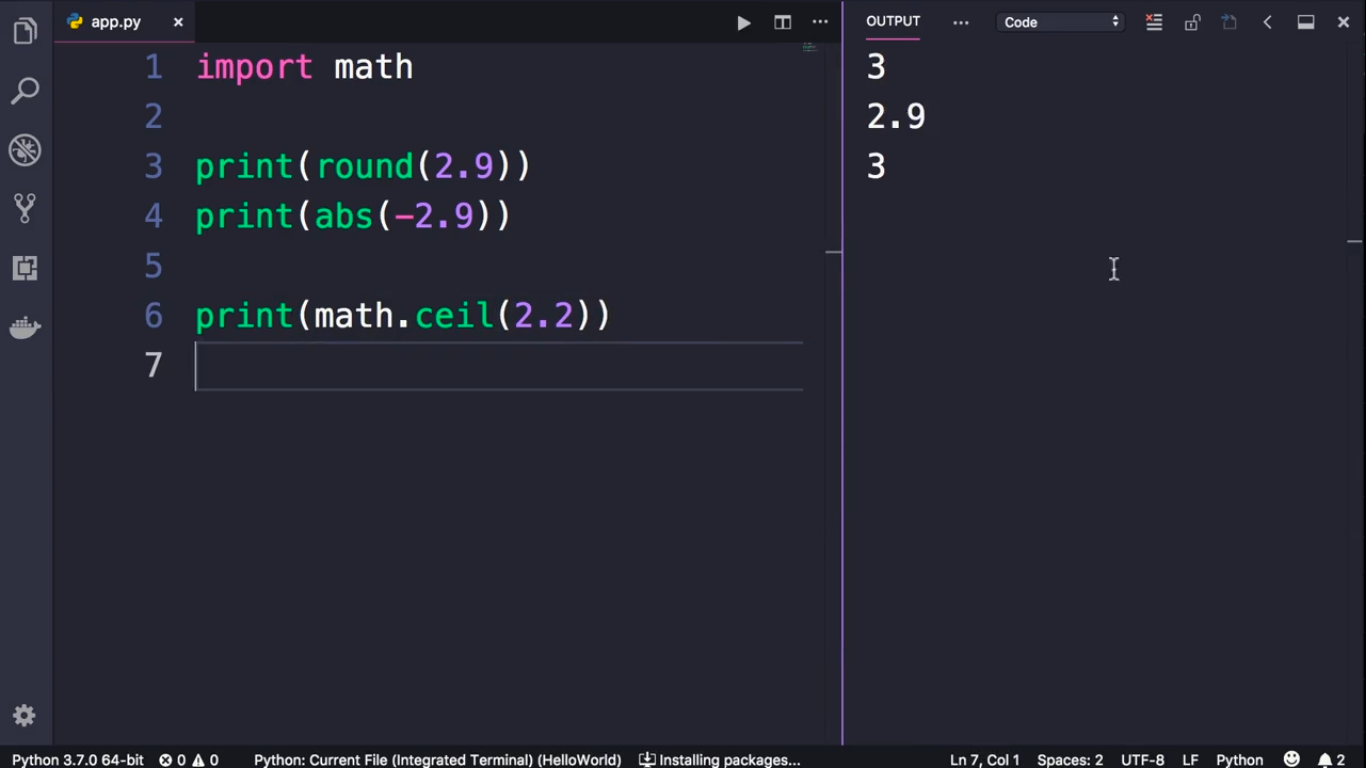 app.py
OUTPUT
Code
1 import math
2
3 print(round(2.9))
4 print(abs(-2.9))
5
6 print(math.ceil(2.2))
7
3
2.9
3
Python 3.7.0 64-bit 0 0 Python: Current File (Integrated Terminal) (HelloWorld) Installing packages... Ln 7, Col 1 Spaces: 2 UTF-8 LF Python 2